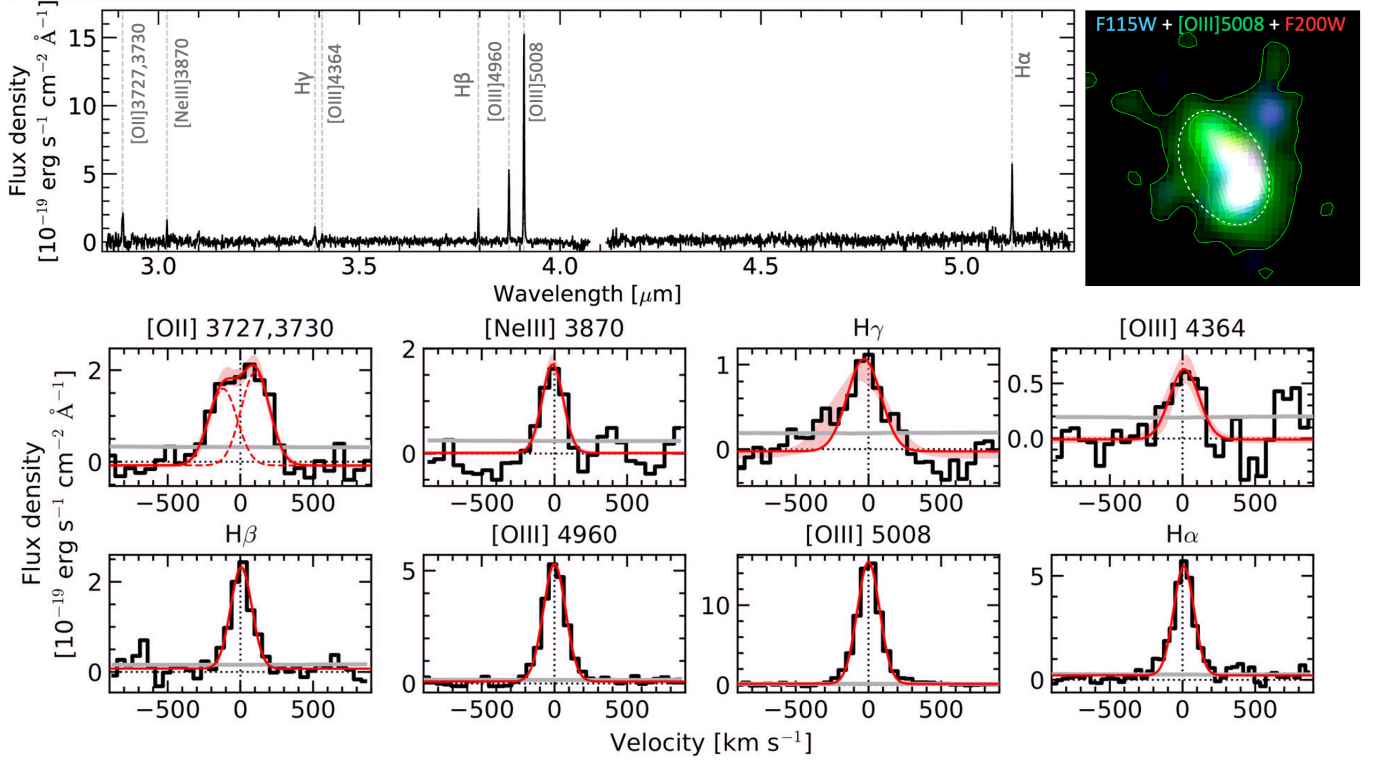 Flux density
[10⁻¹⁹ erg s⁻¹ cm⁻² Å⁻¹]
15
10
5
0
[OII]3727,3730
[NeIII]3870
Hγ
[OIII]4364
Hβ
[OIII]4960
[OIII]5008
Hα
3.0 3.5 4.0 4.5 5.0
Wavelength [μm]
F115W + [OIII]5008 + F200W
Flux density
[10⁻¹⁹ erg s⁻¹ cm⁻² Å⁻¹]
[OII] 3727,3730
2
0
−500 0 500
[NeIII] 3870
2
0
−500 0 500
Hγ
1
0
−500 0 500
[OIII] 4364
0.5
0.0
−500 0 500
Hβ
2
0
−500 0 500
[OIII] 4960
5
0
−500 0 500
[OIII] 5008
10
0
−500 0 500
Hα
5
0
−500 0 500
Velocity [km s⁻¹]